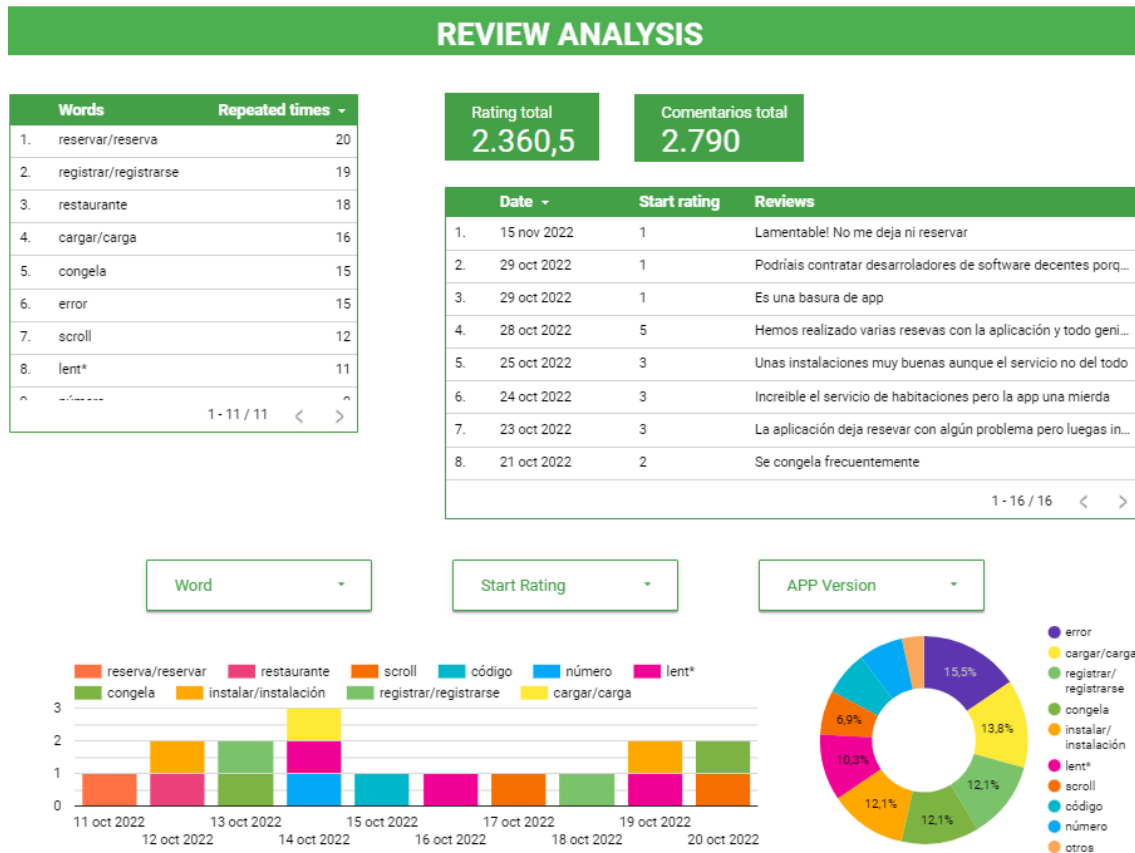 REVIEW ANALYSIS
Words Repeated times
1. reservar/reserva 20
2. registrar/registrarse 19
3. restaurante 18
4. cargar/carga 16
5. congela 15
6. error 15
7. scroll 12
8. lent* 11
1 - 11 / 11 < >
Rating total
2.360,5
Comentarios total
2.790
Date Start rating Reviews
1. 15 nov 2022 1 Lamentable! No me deja ni reservar
2. 29 oct 2022 1 Podríais contratar desarroladores de software decentes porq...
3. 29 oct 2022 1 Es una basura de app
4. 28 oct 2022 5 Hemos realizado varias resevas con la aplicación y todo geni...
5. 25 oct 2022 3 Unas instalaciones muy buenas aunque el servicio no del todo
6. 24 oct 2022 3 Increible el servicio de habitaciones pero la app una mierda
7. 23 oct 2022 3 La aplicación deja resevar con algún problema pero luegas in...
8. 21 oct 2022 2 Se congela frecuentemente
1 - 16 / 16 < >
Word
Start Rating
APP Version
reserva/reservar restaurante scroll código número lent*
congela instalar/instalación registrar/registrarse cargar/carga
3
2
1
0
11 oct 2022 13 oct 2022 15 oct 2022 17 oct 2022 19 oct 2022
12 oct 2022 14 oct 2022 16 oct 2022 18 oct 2022 20 oct 2022
15,5%
13,8%
12,1%
12,1%
12,1%
10,3%
6,9%
error
cargar/carga
registrar/
registrarse
congela
instalar/
instalación
lent*
scroll
código
número
otros